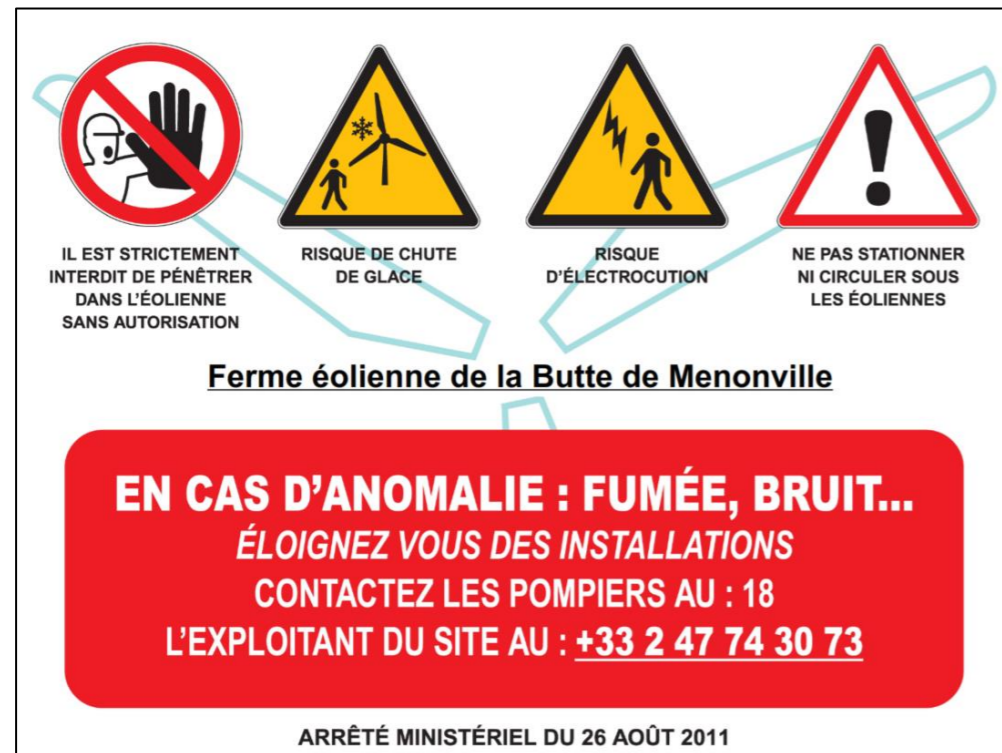 IL EST STRICTEMENT
INTERDIT DE PÉNÉTRER
DANS L'ÉOLIENNE
SANS AUTORISATION
RISQUE DE CHUTE
DE GLACE
RISQUE
D'ÉLECTROCUTION
NE PAS STATIONNER
NI CIRCULER SOUS
LES ÉOLIENNES
Ferme éolienne de la Butte de Menonville
EN CAS D'ANOMALIE : FUMÉE, BRUIT...
ÉLOIGNEZ VOUS DES INSTALLATIONS
CONTACTEZ LES POMPIERS AU : 18
L'EXPLOITANT DU SITE AU : +33 2 47 74 30 73
ARRÊTÉ MINISTÉRIEL DU 26 AOÛT 2011